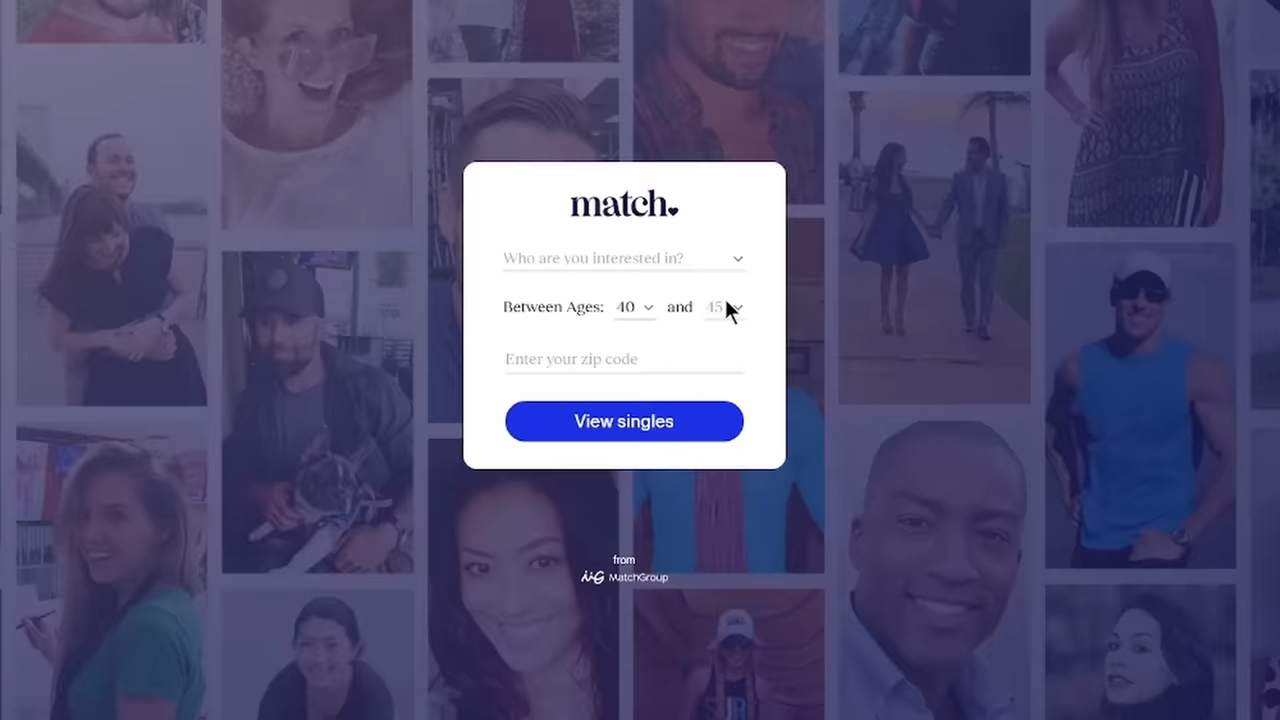 match
Who are you interested in?
Between Ages: 40 and 45
Enter your zip code
View singles
from
MG MatchGroup